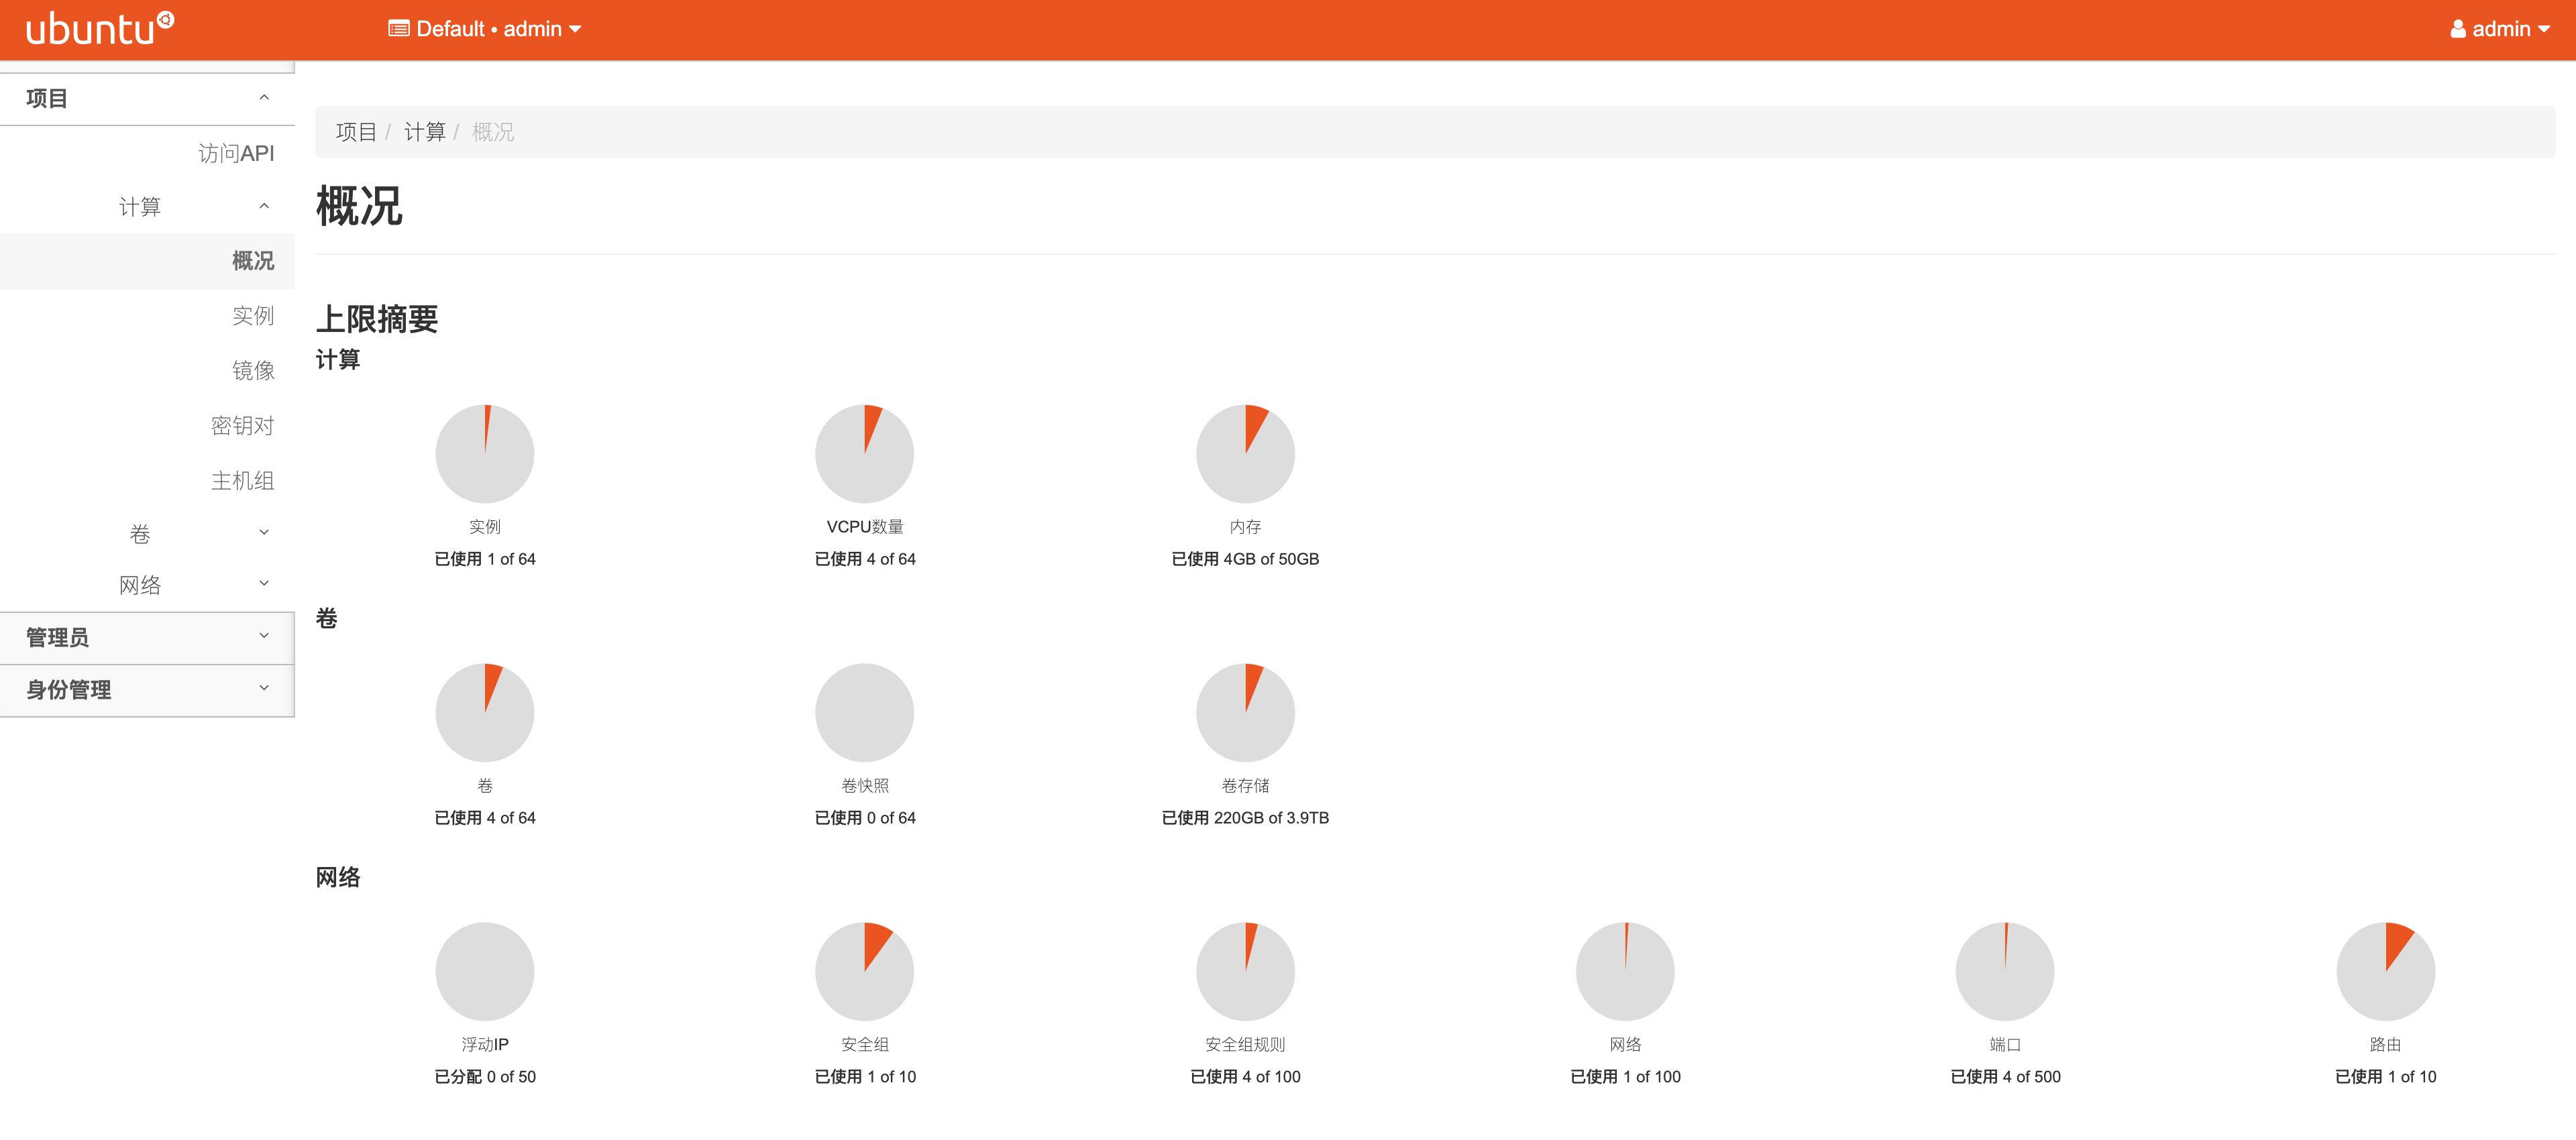 ubuntu
Default • admin
admin
项目
访问API
计算
概况
实例
镜像
密钥对
主机组
卷
网络
管理员
身份管理
项目 / 计算 / 概况
概况
上限摘要
计算
实例
已使用 1 of 64
VCPU数量
已使用 4 of 64
内存
已使用 4GB of 50GB
卷
卷
已使用 4 of 64
卷快照
已使用 0 of 64
卷存储
已使用 220GB of 3.9TB
网络
浮动IP
已分配 0 of 50
安全组
已使用 1 of 10
安全组规则
已使用 4 of 100
网络
已使用 1 of 100
端口
已使用 4 of 500
路由
已使用 1 of 10